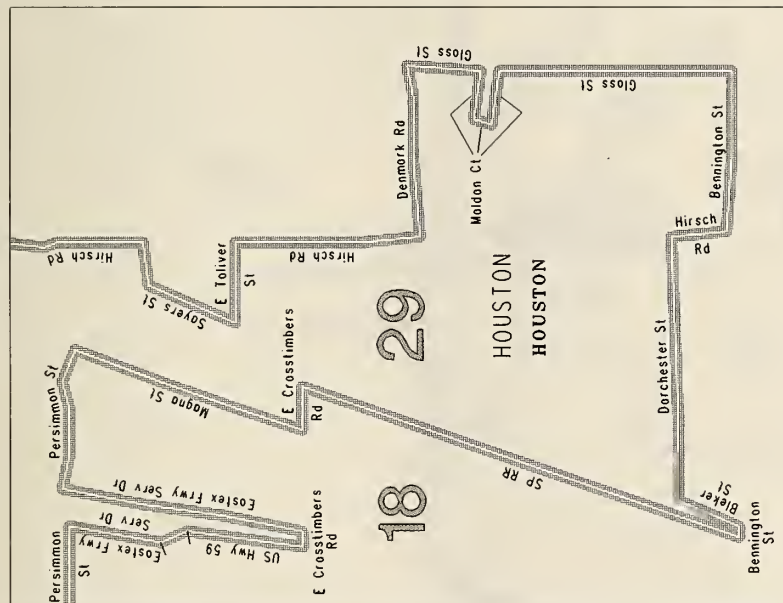 Gloss St
Denmark Rd
Moldon Ct
Gloss St
Bennington St
Hirsch
Rd
Hirsch Rd
Sayers St
E Toliver
St
Hirsch Rd
29
HOUSTON
HOUSTON
Dorchester St
Persimmon St
Magna St
E Crosstimbers
Rd
SP RR
Bleker
St
Bennington
St
18
Eastex Frwy Serv Dr
Persimmon
St
Eastex Frwy
Serv Dr
US Hwy 59
E Crosstimbers
Rd